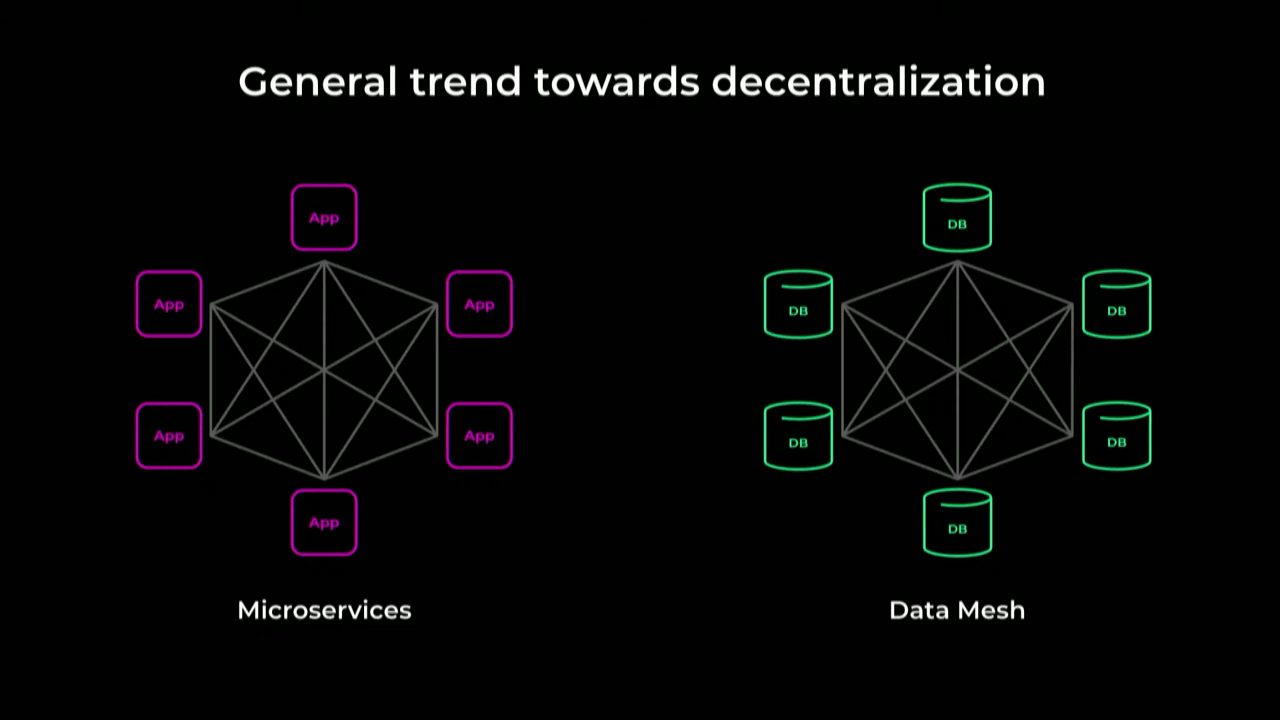 General trend towards decentralization
App
App
App
App
App
App
Microservices
DB
DB
DB
DB
DB
DB
Data Mesh